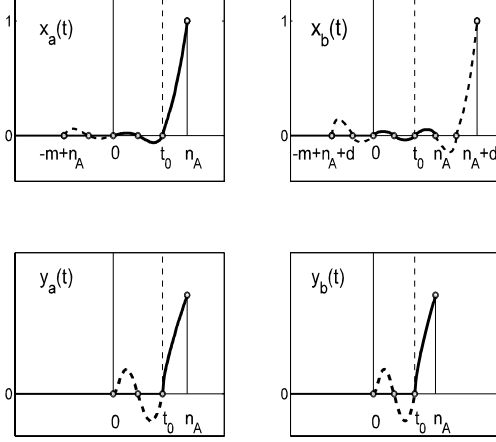 1
x_a(t)
0
-m+n_A 0 t_0 n_A
1
x_b(t)
0
-m+n_A+d 0 t_0 n_A n_A+d
y_a(t)
0
0 t_0 n_A
y_b(t)
0
0 t_0 n_A